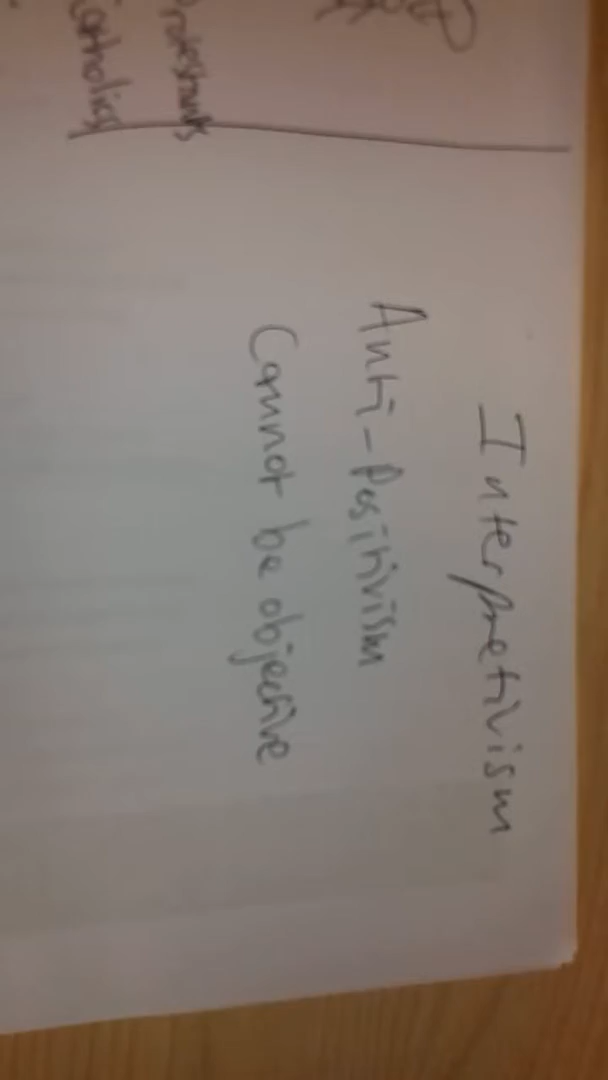 Protestants
Catholics
Interpretivism
Anti-Positivism
Cannot be objective